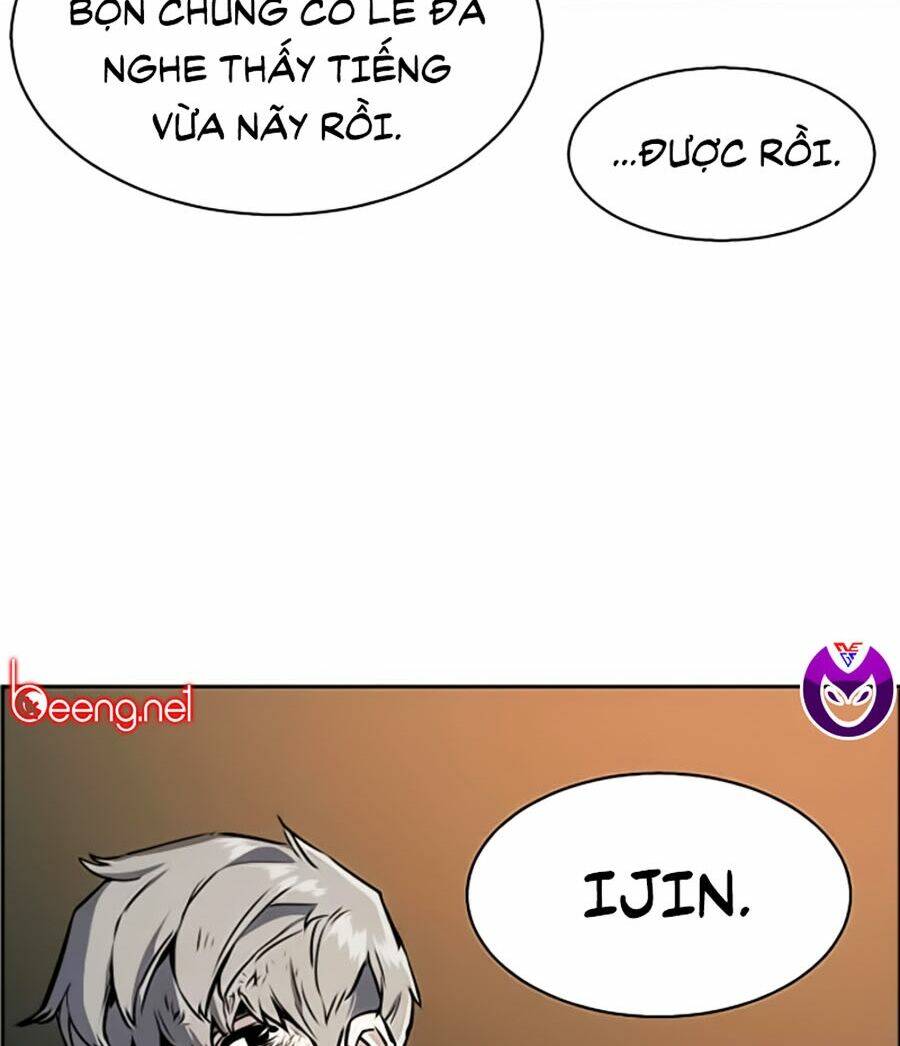 BỌN CHÚNG CÓ LẼ ĐÃ
NGHE THẤY TIẾNG
VỪA NÃY RỒI.
...ĐƯỢC RỒI.
beeng.net
IJIN.